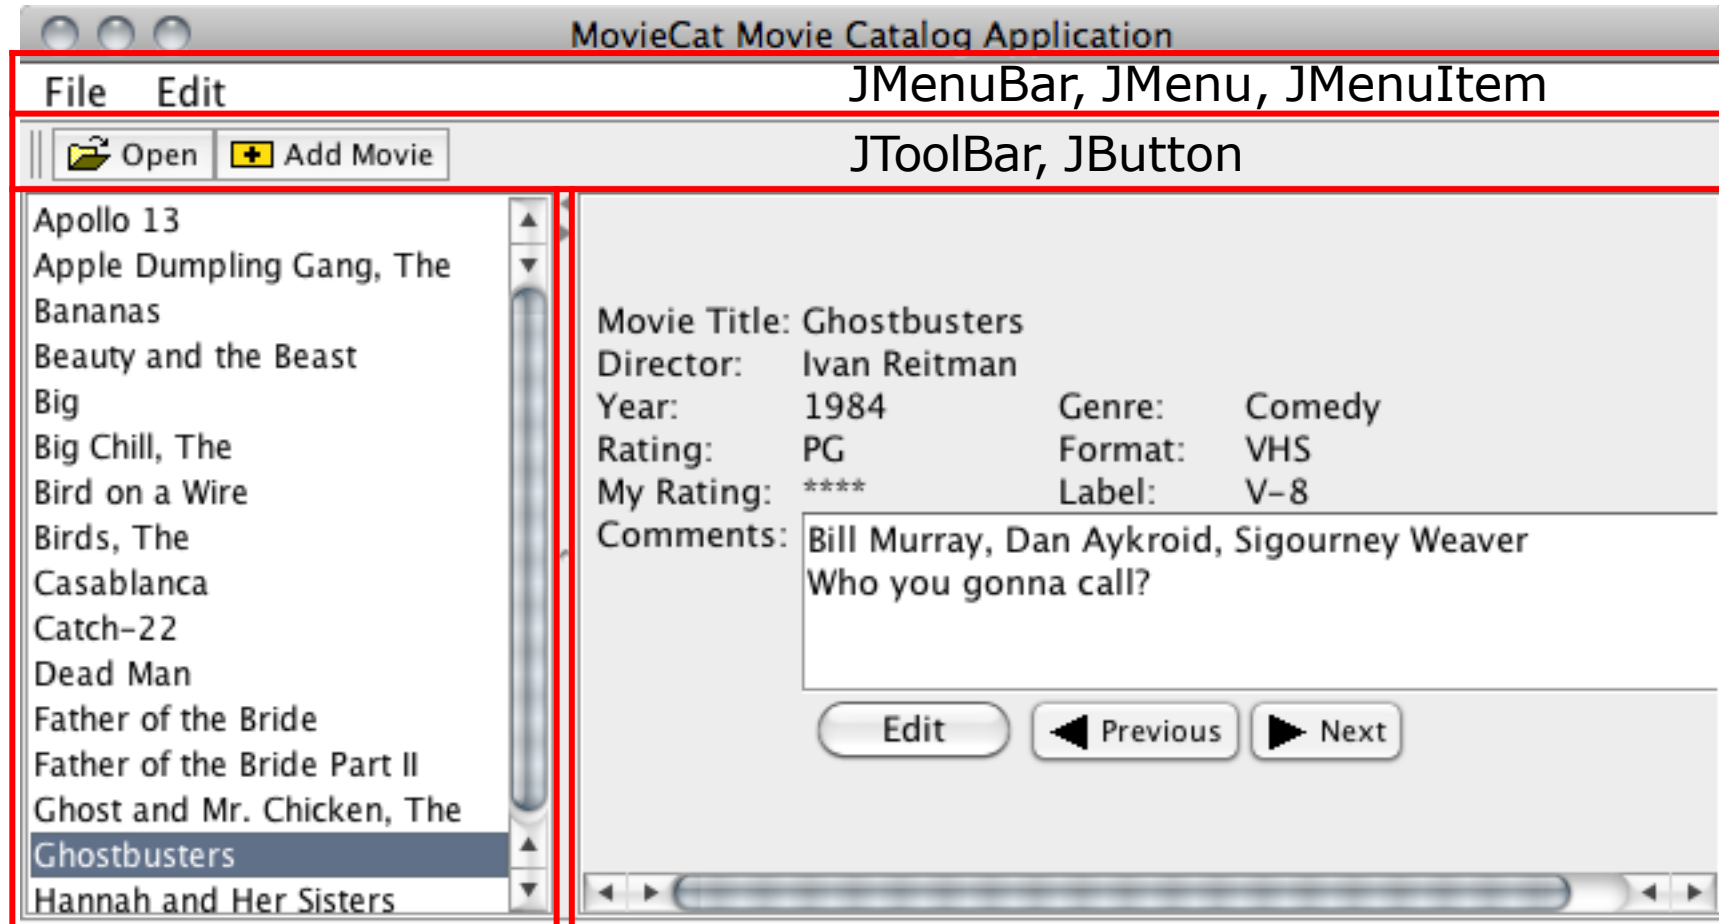 MovieCat Movie Catalog Application
File Edit
JMenuBar, JMenu, JMenuItem
Open Add Movie
JToolBar, JButton
Apollo 13
Apple Dumpling Gang, The
Bananas
Beauty and the Beast
Big
Big Chill, The
Bird on a Wire
Birds, The
Casablanca
Catch-22
Dead Man
Father of the Bride
Father of the Bride Part II
Ghost and Mr. Chicken, The
Ghostbusters
Hannah and Her Sisters
Movie Title: Ghostbusters
Director: Ivan Reitman
Year: 1984 Genre: Comedy
Rating: PG Format: VHS
My Rating: **** Label: V-8
Comments: Bill Murray, Dan Aykroid, Sigourney Weaver
Who you gonna call?
Edit Previous Next